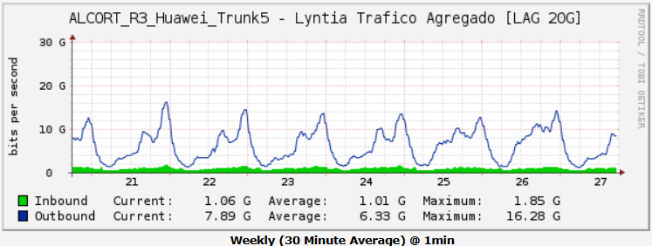 ALCORT_R3_Huawei_Trunk5 - Lyntia Trafico Agregado [LAG 20G]
RRDTOOL / TOBI OETIKER
bits per second
30 G
20 G
10 G
0
21 22 23 24 25 26 27
Inbound Current: 1.06 G Average: 1.01 G Maximum: 1.85 G
Outbound Current: 7.89 G Average: 6.33 G Maximum: 16.28 G
Weekly (30 Minute Average) @ 1min